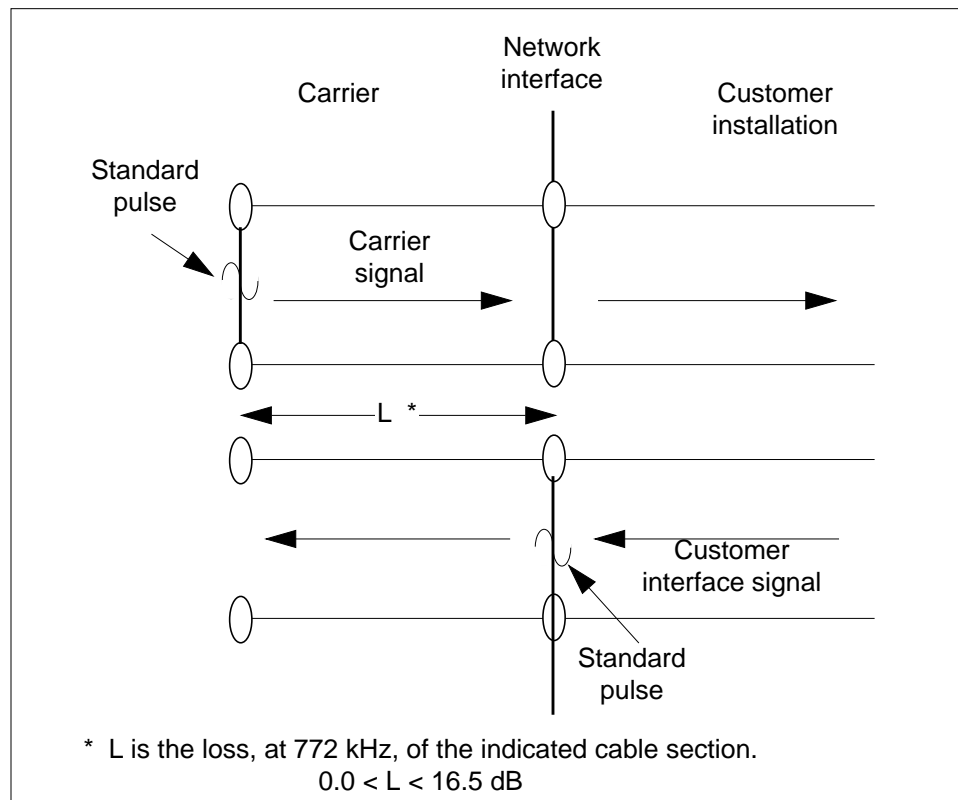 Network
interface
Carrier
Customer
installation
Standard
pulse
Carrier
signal
L *
Customer
interface signal
Standard
pulse
* L is the loss, at 772 kHz, of the indicated cable section.
0.0 < L < 16.5 dB